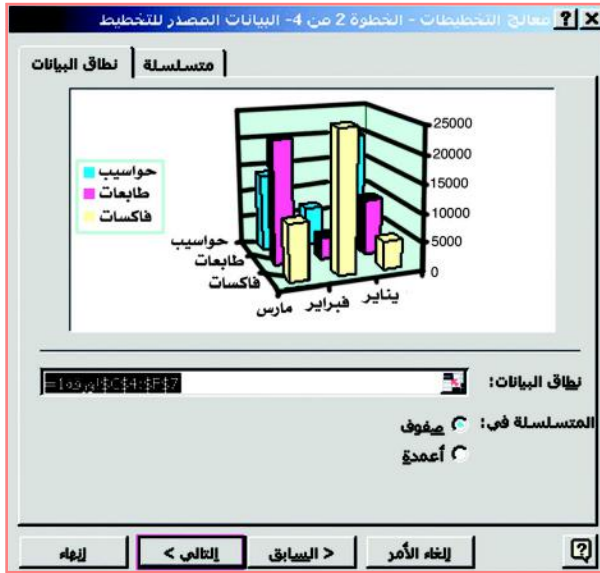 معالج التخطيطات - الخطوة 2 من 4- البيانات المصدر للتخطيط
نطاق البيانات
متسلسلة
25000
20000
15000
10000
5000
0
حواسيب
طابعات
فاكسات
حواسيب
طابعات
فاكسات
يناير
فبراير
مارس
نطاق البيانات:
المتسلسلة في:
صفوف
أعمدة
إلغاء الأمر
< السابق
التالي >
إنهاء